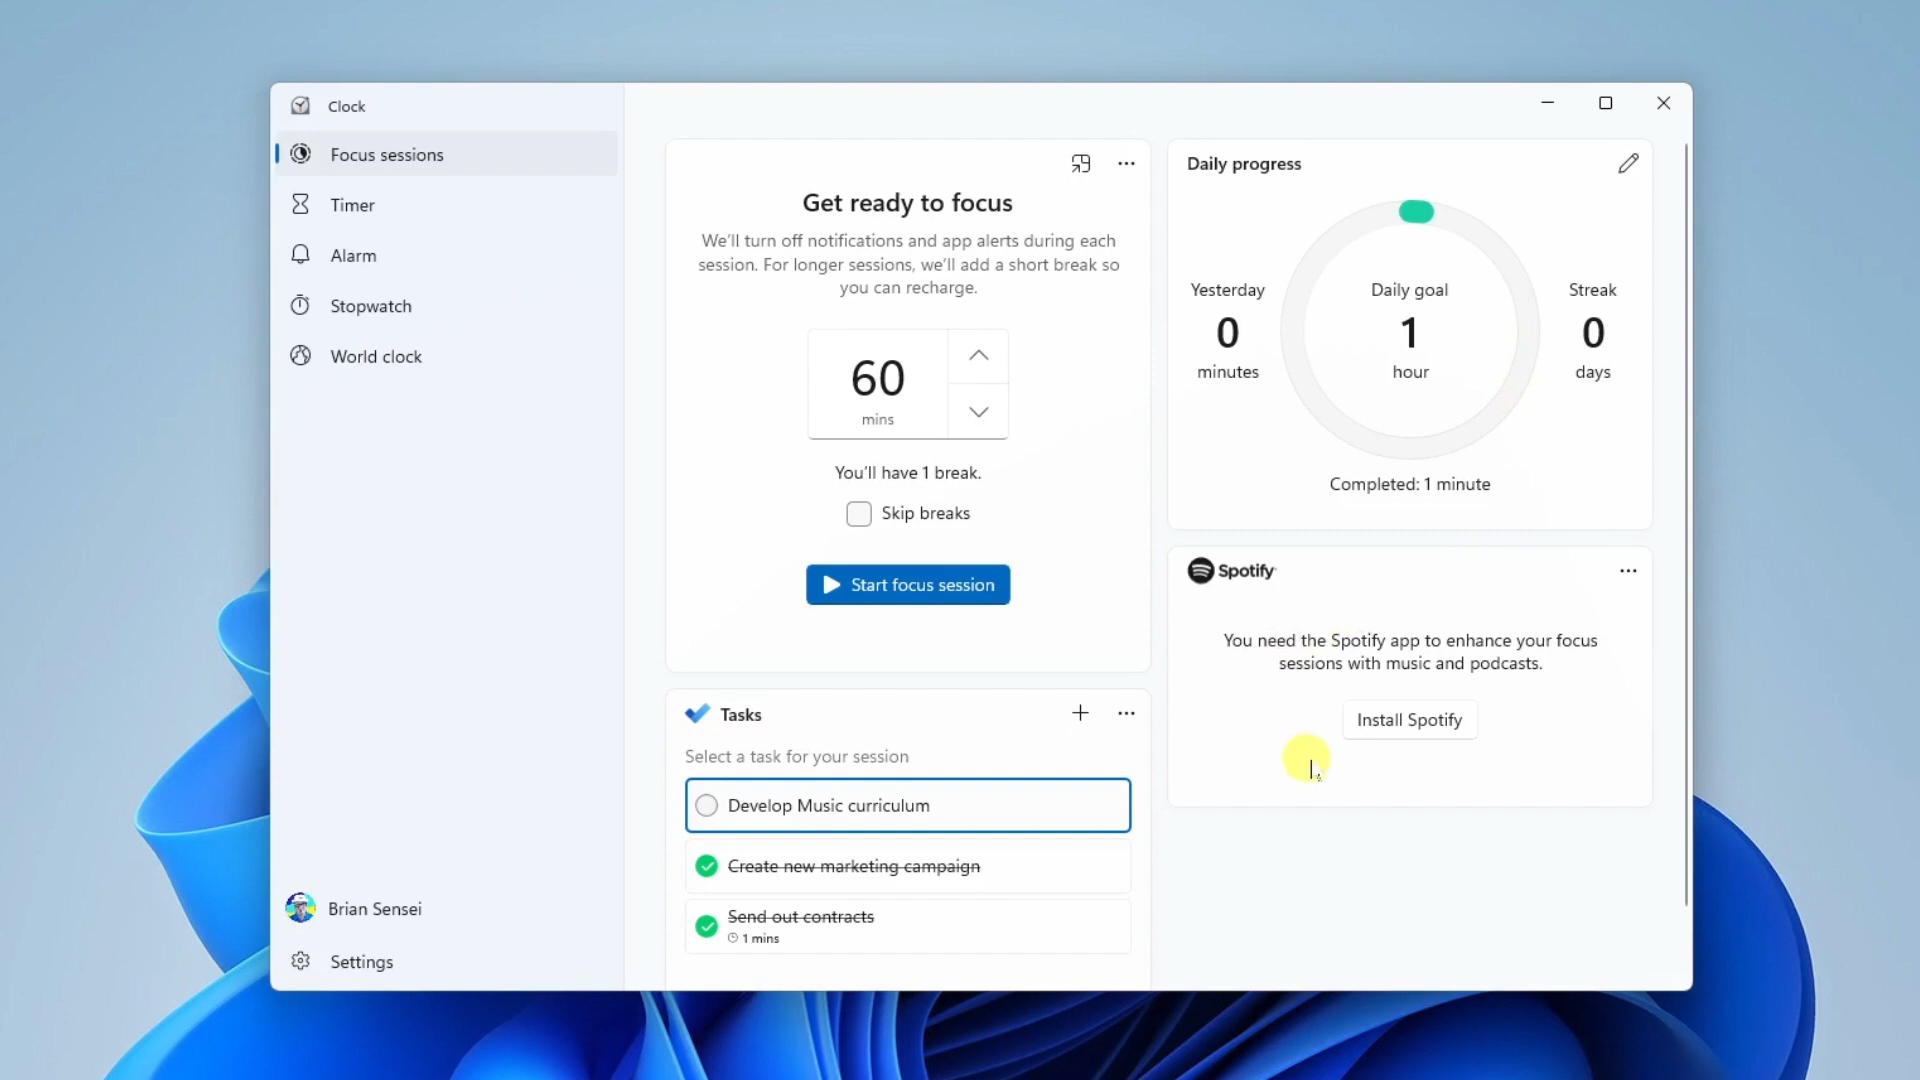 Clock
Focus sessions
Timer
Alarm
Stopwatch
World clock
Brian Sensei
Settings
Get ready to focus
We'll turn off notifications and app alerts during each
session. For longer sessions, we'll add a short break so
you can recharge.
60
mins
You'll have 1 break.
Skip breaks
Start focus session
Tasks
Select a task for your session
Develop Music curriculum
Create new marketing campaign
Send out contracts
1 mins
Daily progress
Yesterday
0
minutes
Daily goal
1
hour
Streak
0
days
Completed: 1 minute
Spotify
You need the Spotify app to enhance your focus
sessions with music and podcasts.
Install Spotify